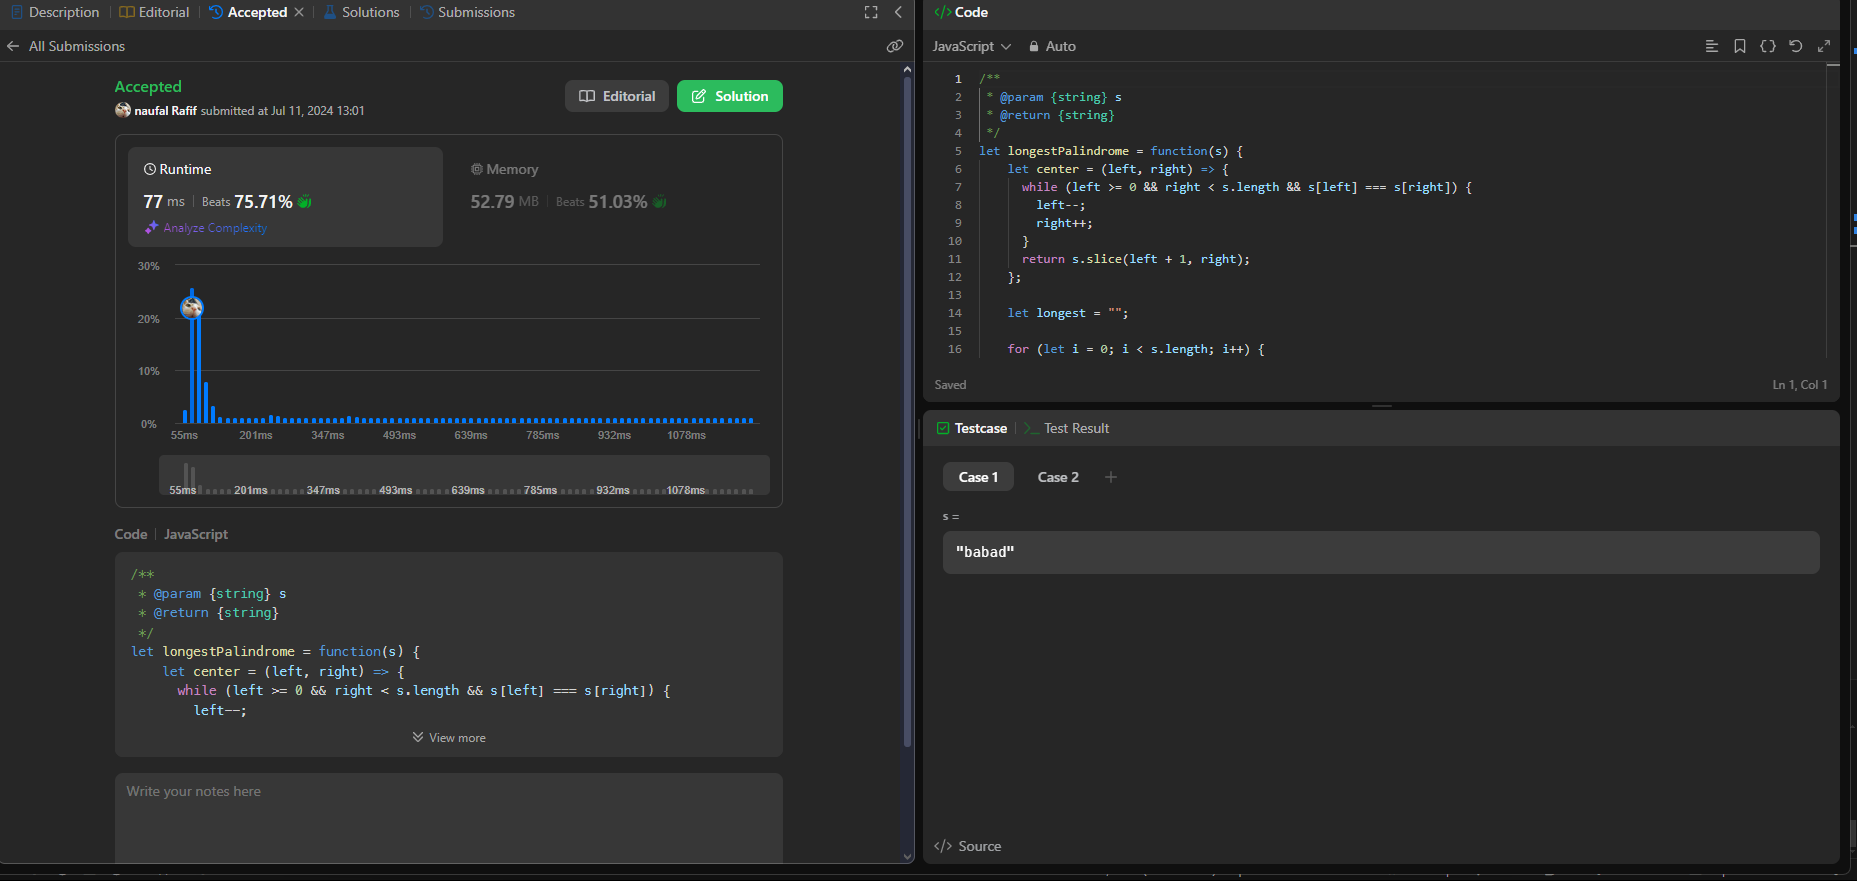 Description Editorial Accepted Solutions Submissions
All Submissions
Accepted
naufal Rafif submitted at Jul 11, 2024 13:01
Editorial
Solution
Runtime
77 ms Beats 75.71%
Analyze Complexity
Memory
52.79 MB Beats 51.03%
30%
20%
10%
0%
55ms 201ms 347ms 493ms 639ms 785ms 932ms 1078ms
55ms 201ms 347ms 493ms 639ms 785ms 932ms 1078ms
Code JavaScript
/**
 * @param {string} s
 * @return {string}
 */
let longestPalindrome = function(s) {
    let center = (left, right) => {
      while (left >= 0 && right < s.length && s[left] === s[right]) {
        left--;
View more
Write your notes here
</> Code
JavaScript Auto
1 /**
2  * @param {string} s
3  * @return {string}
4  */
5 let longestPalindrome = function(s) {
6     let center = (left, right) => {
7       while (left >= 0 && right < s.length && s[left] === s[right]) {
8         left--;
9         right++;
10       }
11       return s.slice(left + 1, right);
12     };
13
14     let longest = "";
15
16     for (let i = 0; i < s.length; i++) {
Saved
Ln 1, Col 1
Testcase >_ Test Result
Case 1 Case 2 +
s =
"babad"
</> Source